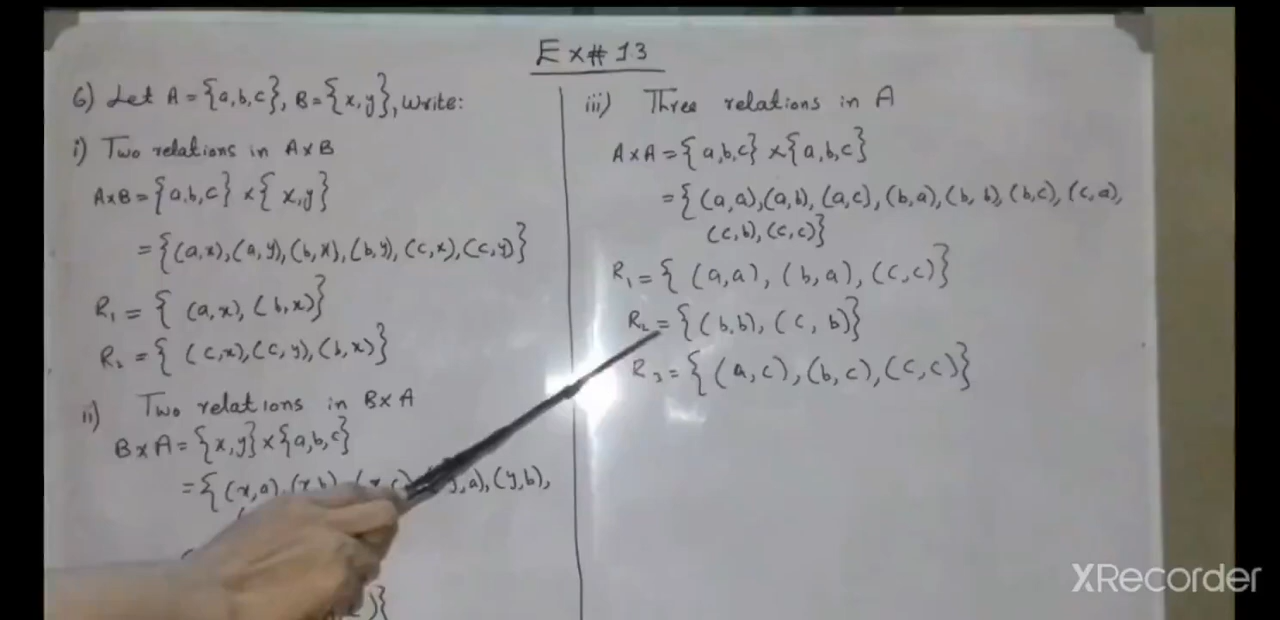 Ex# 13
6) Let A = {a,b,c}, B = {x,y}, Write:
i) Two relations in A×B
A×B = {a,b,c} × {x,y}
= {(a,x),(a,y),(b,x),(b,y),(c,x),(c,y)}
R₁ = { (a,x), (b,x)}
R₂ = { (c,x),(c,y),(b,x)}
ii) Two relations in B×A
B×A = {x,y}×{a,b,c}
= {(x,a),(x,b), (x,c), (y,a),(y,b),
)}
iii) Three relations in A
A×A = {a,b,c} ×{a,b,c}
= {(a,a),(a,b),(a,c),(b,a),(b,b),(b,c),(c,a),
(c,b),(c,c)}
R₁ = { (a,a), (b,a), (c,c)}
R₂ = {(b,b), (c, b)}
R₃ = { (a,c), (b,c), (c,c)}
XRecorder